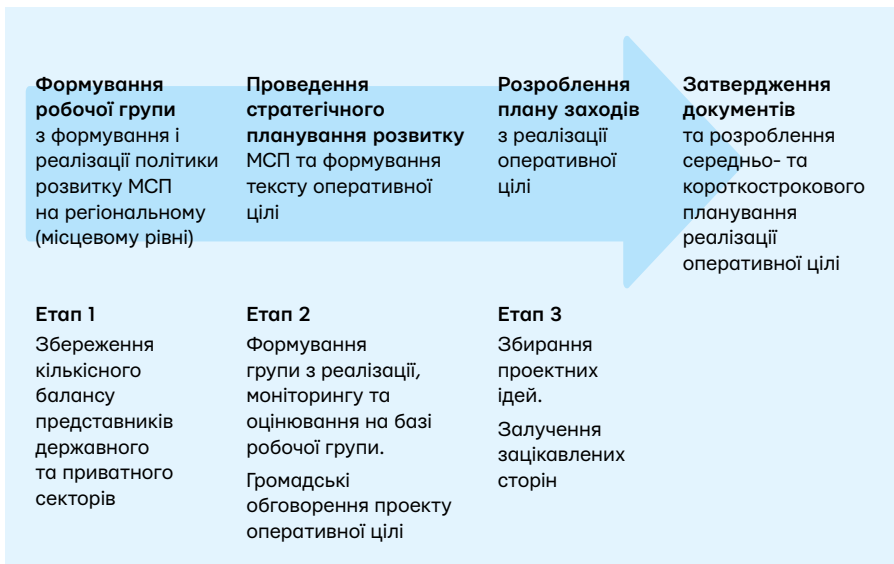 Формування
робочої групи
з формування і
реалізації політики
розвитку МСП
на регіональному
(місцевому рівні)
Проведення
стратегічного
планування розвитку
МСП та формування
тексту оперативної
цілі
Розроблення
плану заходів
з реалізації
оперативної
цілі
Затвердження
документів
та розроблення
середньо- та
короткострокового
планування
реалізації
оперативної цілі
Етап 1
Збереження
кількісного
балансу
представників
державного
та приватного
секторів
Етап 2
Формування
групи з реалізації,
моніторингу та
оцінювання на базі
робочої групи.
Громадські
обговорення проекту
оперативної цілі
Етап 3
Збирання
проектних
ідей.
Залучення
зацікавлених
сторін